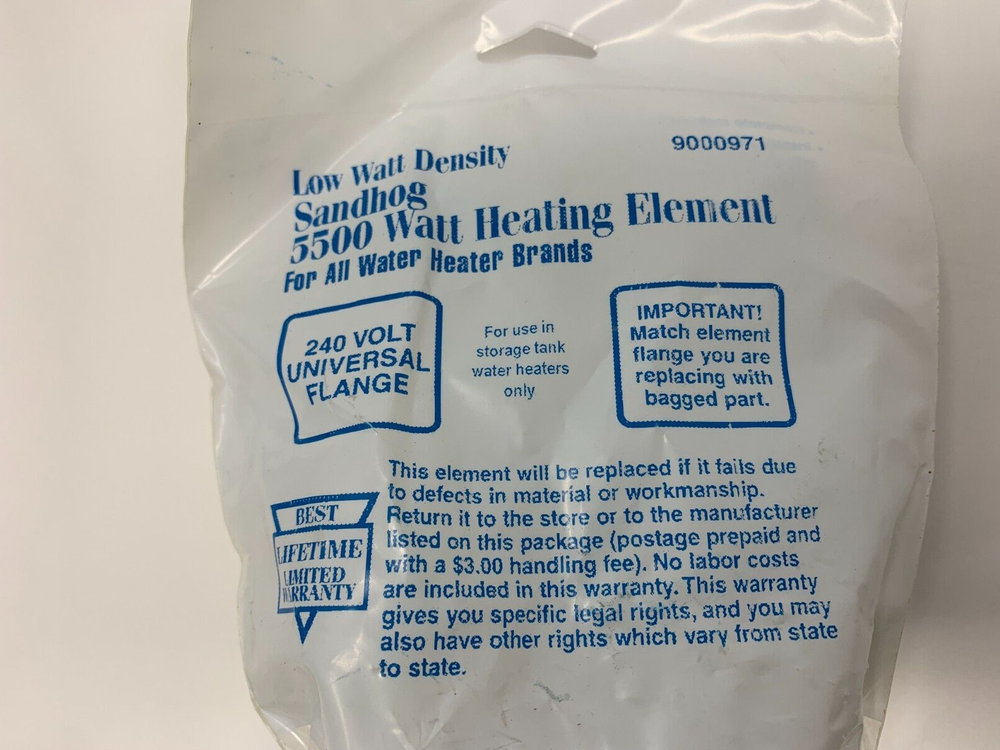 9000971
Low Watt Density
Sandhog
5500 Watt Heating Element
For All Water Heater Brands
240 VOLT
UNIVERSAL
FLANGE
For use in
storage tank
water heaters
only
IMPORTANT!
Match element
flange you are
replacing with
bagged part.
BEST
LIFETIME
LIMITED
WARRANTY
This element will be replaced if it fails due
to defects in material or workmanship.
Return it to the store or to the manufacturer
listed on this package (postage prepaid and
with a $3.00 handling fee). No labor costs
are included in this warranty. This warranty
gives you specific legal rights, and you may
also have other rights which vary from state
to state.